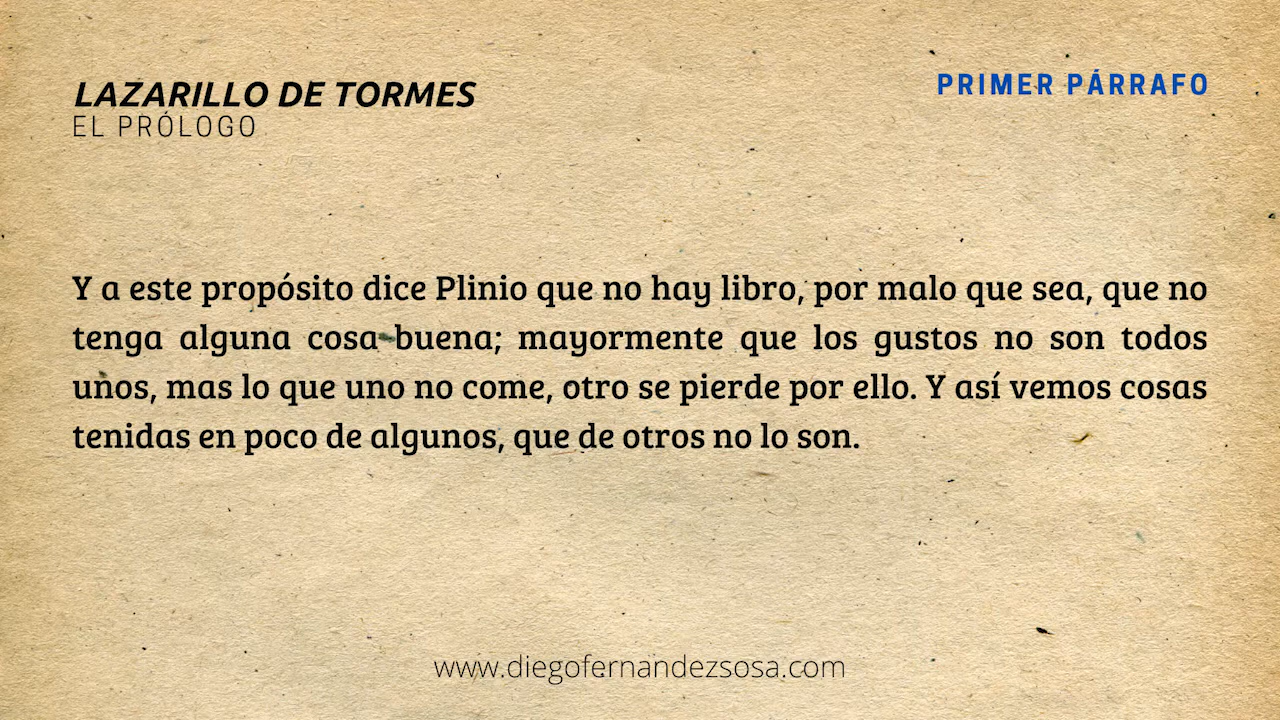 LAZARILLO DE TORMES
EL PRÓLOGO
PRIMER PÁRRAFO
Y a este propósito dice Plinio que no hay libro, por malo que sea, que no
tenga alguna cosa buena; mayormente que los gustos no son todos
unos, mas lo que uno no come, otro se pierde por ello. Y así vemos cosas
tenidas en poco de algunos, que de otros no lo son.
www.diegofernandezsosa.com